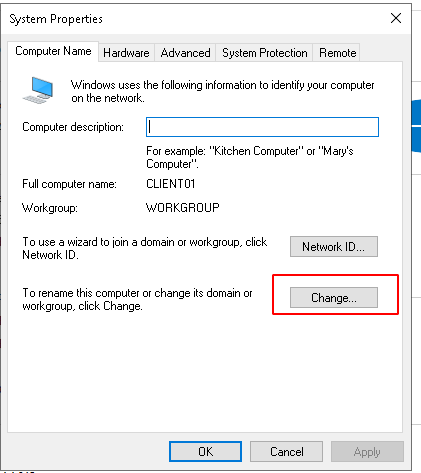 System Properties
Computer Name
Hardware
Advanced
System Protection
Remote
Windows uses the following information to identify your computer
on the network.
Computer description:
For example: "Kitchen Computer" or "Mary's
Computer".
Full computer name:
CLIENT01
Workgroup:
WORKGROUP
To use a wizard to join a domain or workgroup, click
Network ID.
Network ID...
To rename this computer or change its domain or
workgroup, click Change.
Change...
OK
Cancel
Apply